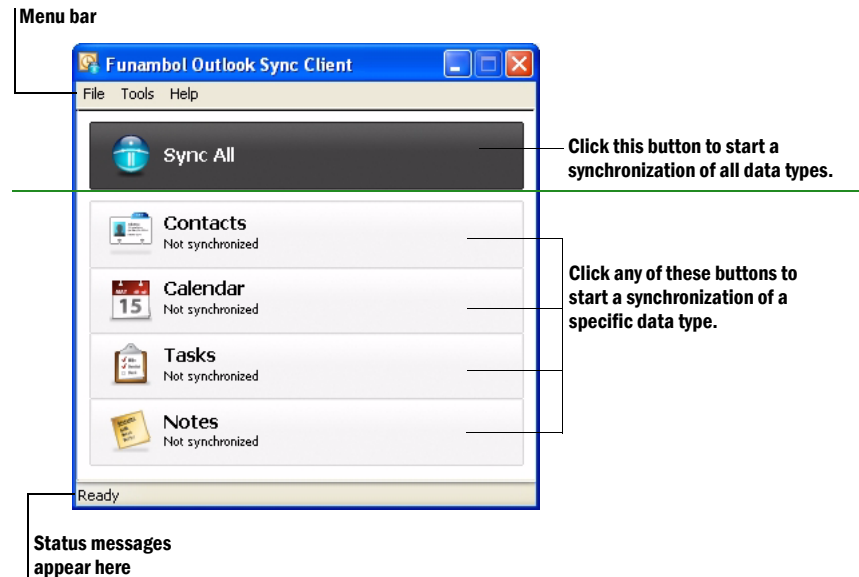 Menu bar
Funambol Outlook Sync Client
File Tools Help
Sync All
Click this button to start a
synchronization of all data types.
Contacts
Not synchronized
15
Calendar
Not synchronized
Click any of these buttons to
start a synchronization of a
specific data type.
Tasks
Not synchronized
Notes
Not synchronized
Ready
Status messages
appear here